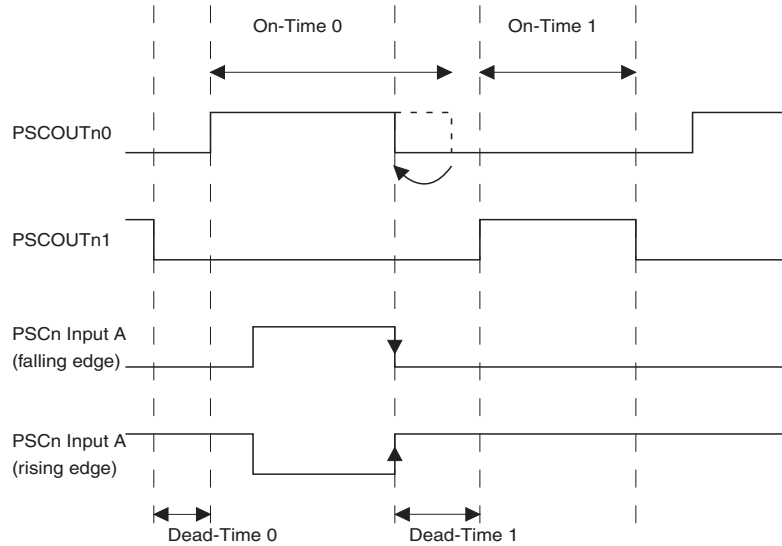 On-Time 0
On-Time 1
PSCOUTn0
PSCOUTn1
PSCn Input A
(falling edge)
PSCn Input A
(rising edge)
Dead-Time 0
Dead-Time 1